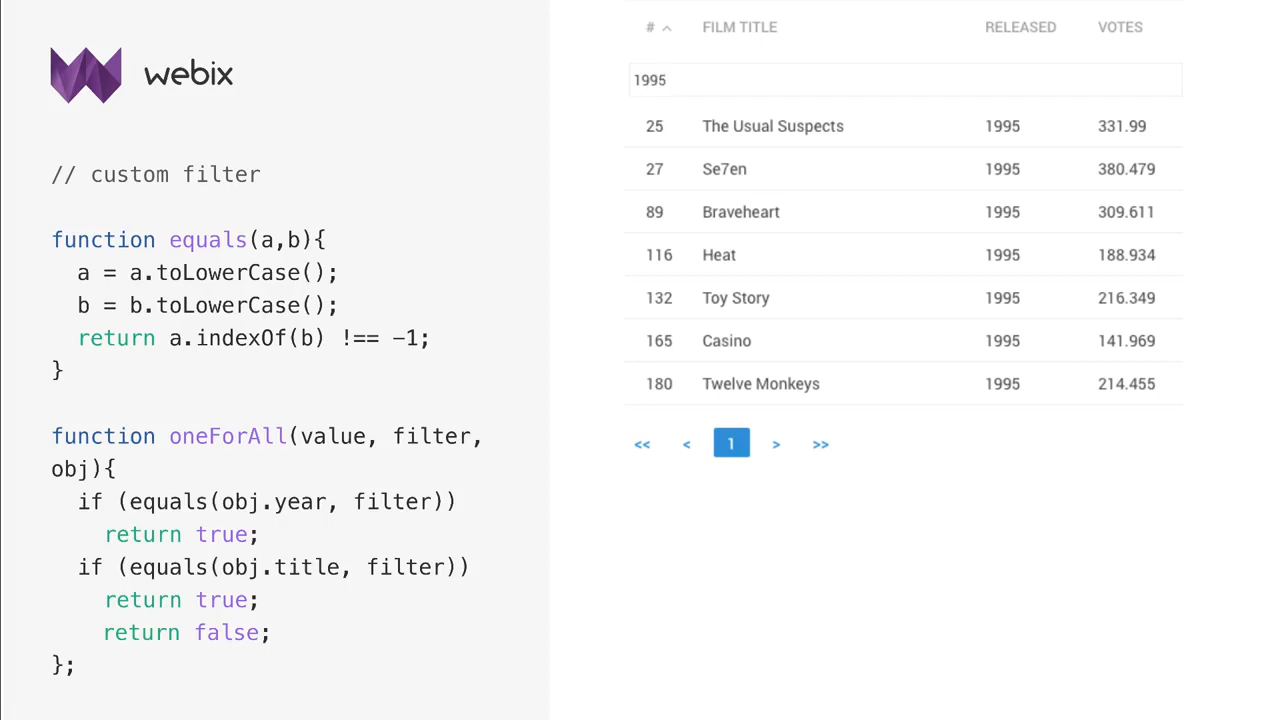 webix
// custom filter
function equals(a,b){
a = a.toLowerCase();
b = b.toLowerCase();
return a.indexOf(b) !== -1;
}
function oneForAll(value, filter,
obj){
if (equals(obj.year, filter))
return true;
if (equals(obj.title, filter))
return true;
return false;
};
# FILM TITLE RELEASED VOTES
1995
25 The Usual Suspects 1995 331.99
27 Se7en 1995 380.479
89 Braveheart 1995 309.611
116 Heat 1995 188.934
132 Toy Story 1995 216.349
165 Casino 1995 141.969
180 Twelve Monkeys 1995 214.455
<< < 1 > >>